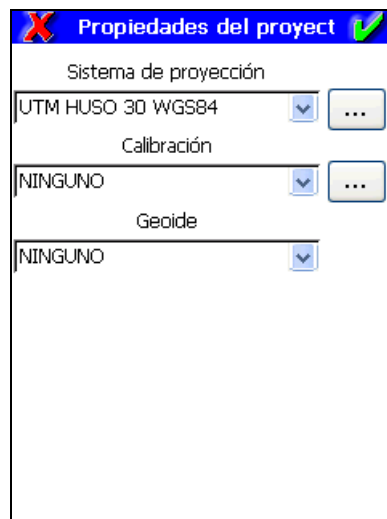 Propiedades del proyect
Sistema de proyección
UTM HUSO 30 WGS84
...
Calibración
NINGUNO
...
Geoide
NINGUNO